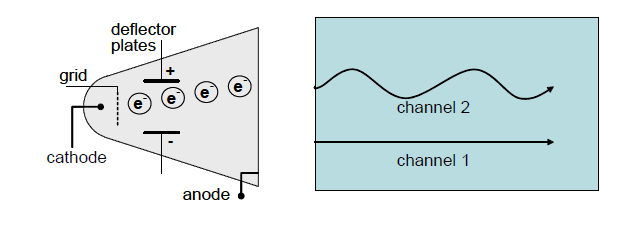 deflector
plates
grid
+
e-
e-
e-
e-
-
cathode
anode
channel 2
channel 1